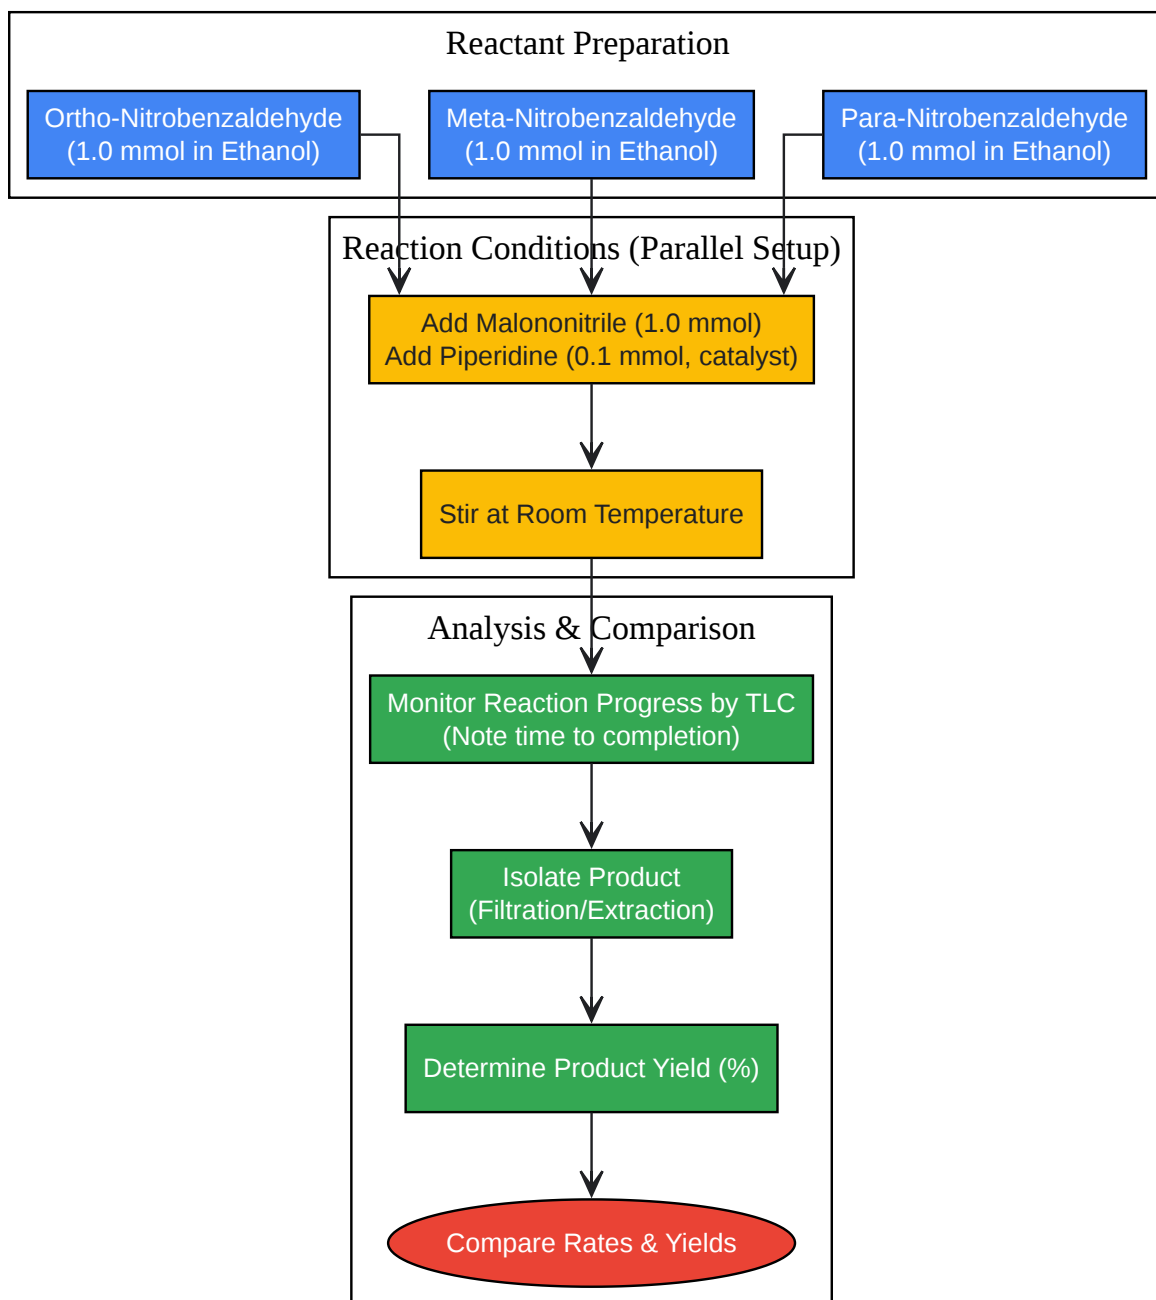 Reactant Preparation
Ortho-Nitrobenzaldehyde
(1.0 mmol in Ethanol)
Meta-Nitrobenzaldehyde
(1.0 mmol in Ethanol)
Para-Nitrobenzaldehyde
(1.0 mmol in Ethanol)
Reaction Conditions (Parallel Setup)
Add Malononitrile (1.0 mmol)
Add Piperidine (0.1 mmol, catalyst)
Stir at Room Temperature
Analysis & Comparison
Monitor Reaction Progress by TLC
(Note time to completion)
Isolate Product
(Filtration/Extraction)
Determine Product Yield (%)
Compare Rates & Yields